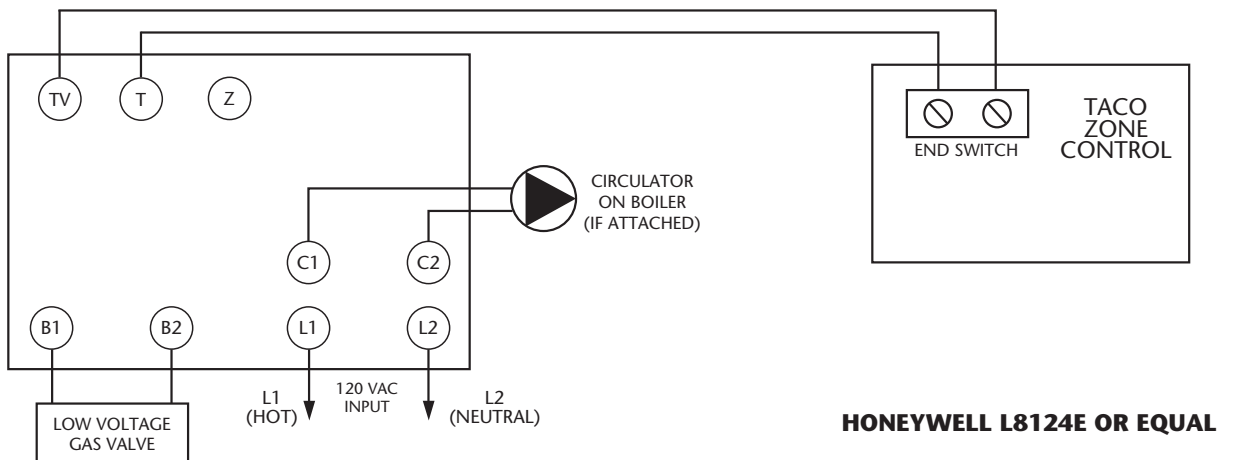 TV
T
Z
TACO
ZONE
CONTROL
END SWITCH
CIRCULATOR
ON BOILER
(IF ATTACHED)
C1
C2
B1
B2
L1
L2
L1
(HOT)
120 VAC
INPUT
L2
(NEUTRAL)
LOW VOLTAGE
GAS VALVE
HONEYWELL L8124E OR EQUAL